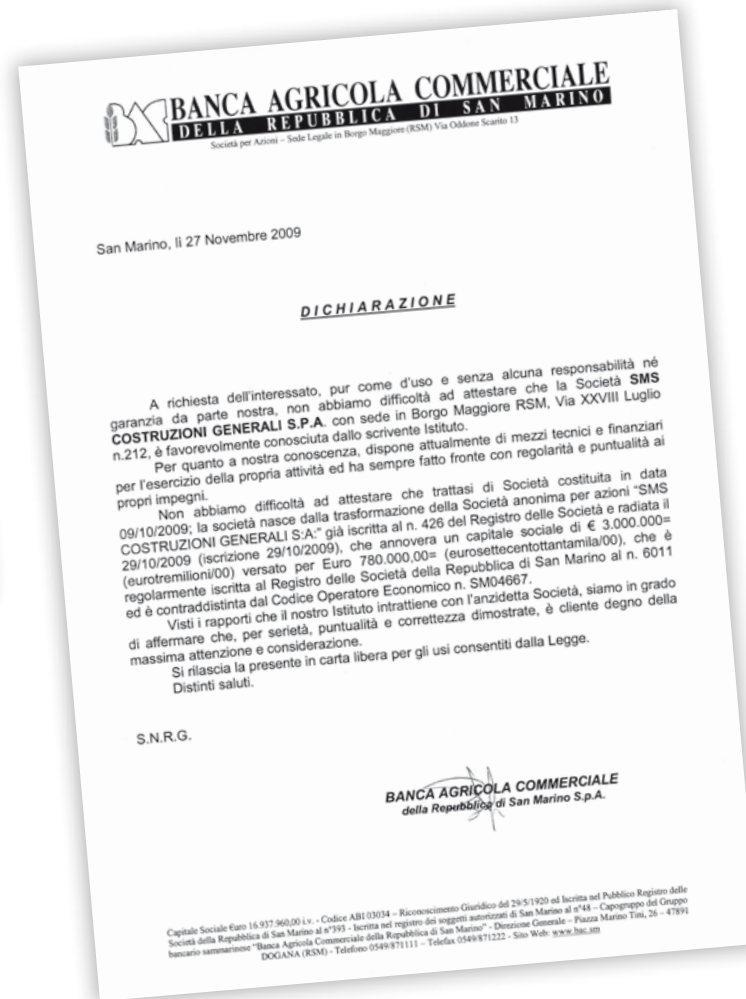 BANCA AGRICOLA COMMERCIALE
DELLA REPUBBLICA DI SAN MARINO
Società per Azioni – Sede Legale in Borgo Maggiore (RSM) Via Oddone Scarito 13
San Marino, lì 27 Novembre 2009
DICHIARAZIONE
A richiesta dell'interessato, pur come d'uso e senza alcuna responsabilità né
garanzia da parte nostra, non abbiamo difficoltà ad attestare che la Società SMS
COSTRUZIONI GENERALI S.P.A. con sede in Borgo Maggiore RSM, Via XXVIII Luglio
n.212, è favorevolmente conosciuta dallo scrivente Istituto.
Per quanto a nostra conoscenza, dispone attualmente di mezzi tecnici e finanziari
per l'esercizio della propria attività ed ha sempre fatto fronte con regolarità e puntualità ai
propri impegni.
Non abbiamo difficoltà ad attestare che trattasi di Società costituita in data
09/10/2009; la società nasce dalla trasformazione della Società anonima per azioni "SMS
COSTRUZIONI GENERALI S:A:" già iscritta al n. 426 del Registro delle Società e radiata il
29/10/2009 (iscrizione 29/10/2009), che annovera un capitale sociale di € 3.000.000=
(eurotremilioni/00) versato per Euro 780.000,00= (eurosettecentottantamila/00), che è
regolarmente iscritta al Registro delle Società della Repubblica di San Marino al n. 6011
ed è contraddistinta dal Codice Operatore Economico n. SM04667.
Visti i rapporti che il nostro Istituto intrattiene con l'anzidetta Società, siamo in grado
di affermare che, per serietà, puntualità e correttezza dimostrate, è cliente degno della
massima attenzione e considerazione.
Si rilascia la presente in carta libera per gli usi consentiti dalla Legge.
Distinti saluti.
S.N.R.G.
BANCA AGRICOLA COMMERCIALE
della Repubblica di San Marino S.p.A.
Capitale Sociale Euro 16.937.960,00 i.v. - Codice ABI 03034 – Riconoscimento Giuridico del 29/5/1920 ed Iscritta nel Pubblico Registro delle
Società della Repubblica di San Marino al n°393 - Iscritta nel registro dei soggetti autorizzati di San Marino al n°48 – Capogruppo del Gruppo
bancario sammarinese "Banca Agricola Commerciale della Repubblica di San Marino" - Direzione Generale – Piazza Marino Tini, 26 – 47891
DOGANA (RSM) - Telefono 0549/871111 – Telefax 0549/871222 - Sito Web: www.bac.sm